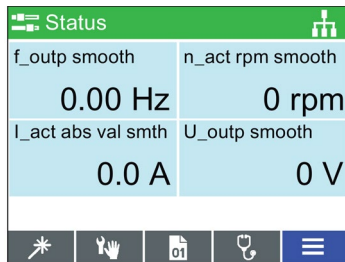 Status
f_outp smooth
0.00 Hz
n_act rpm smooth
0 rpm
I_act abs val smth
0.0 A
U_outp smooth
0 V
01